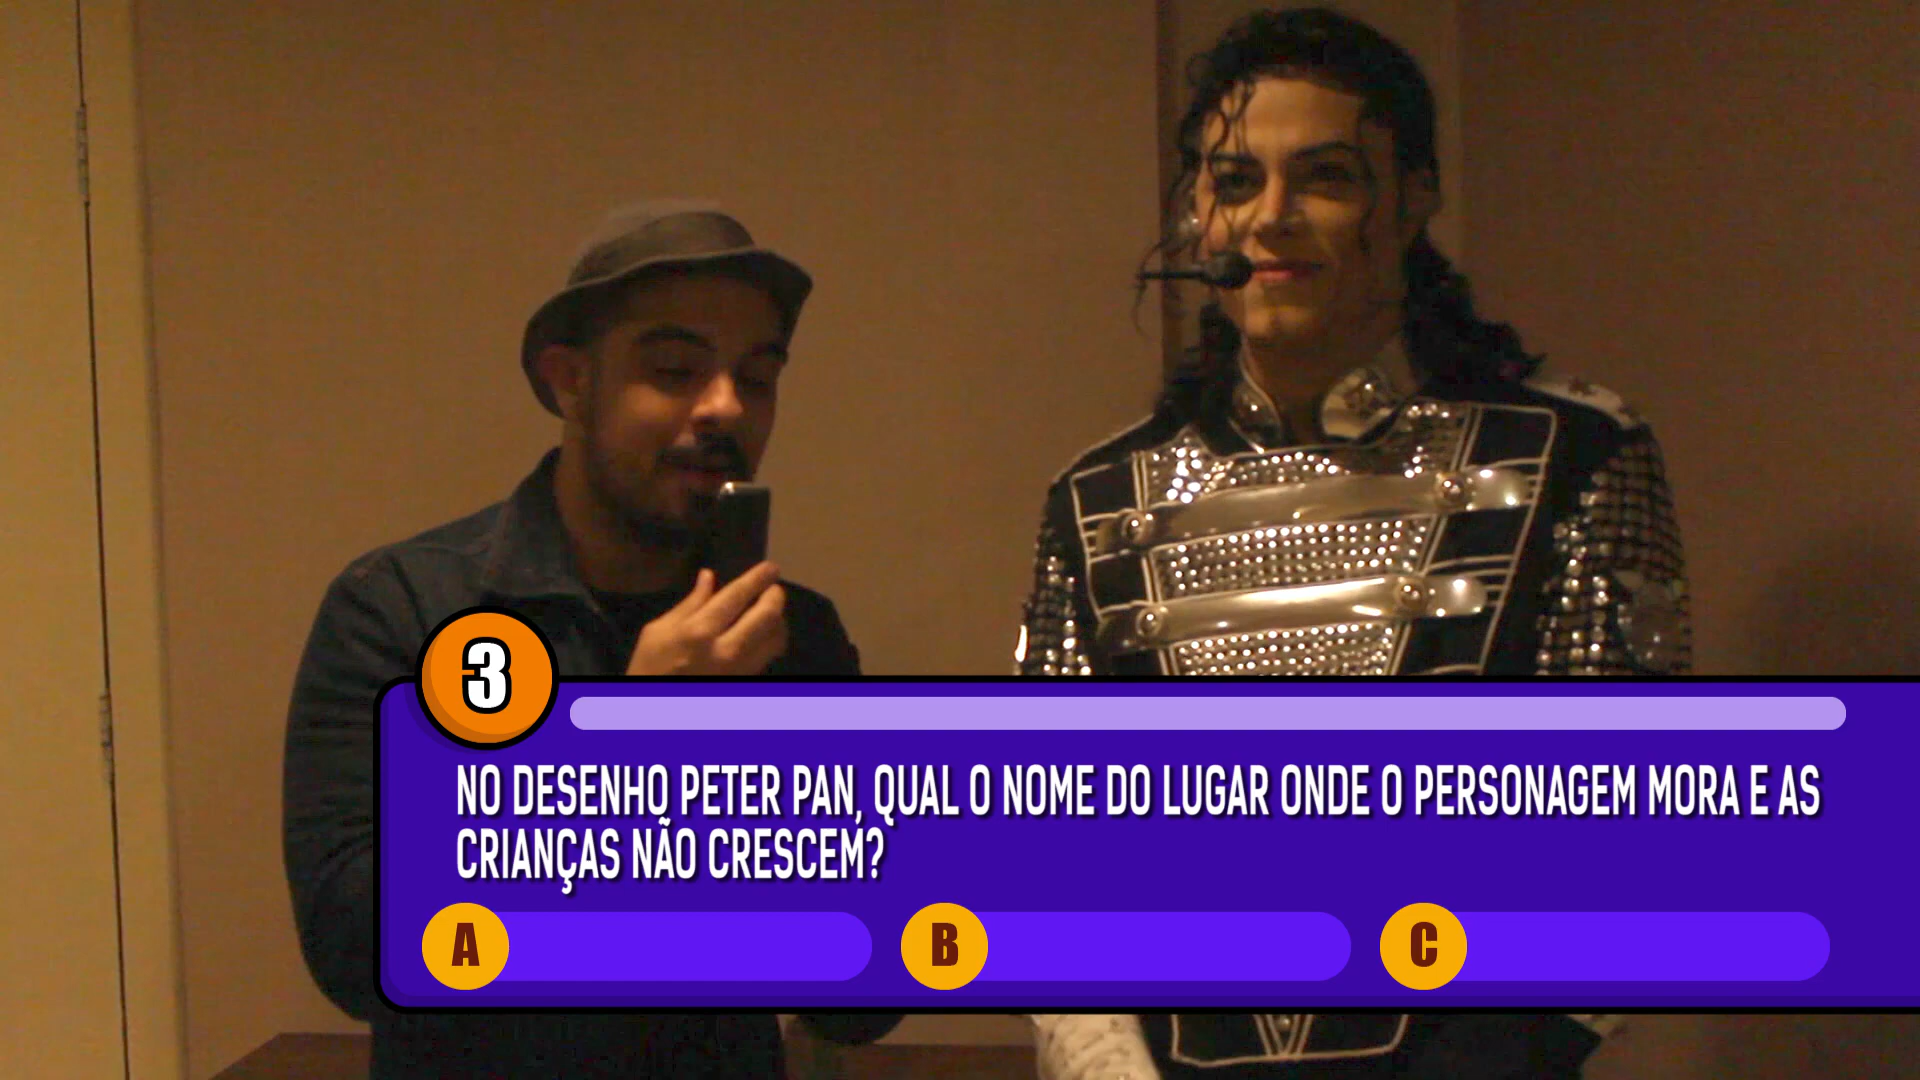 3
NO DESENHO PETER PAN, QUAL O NOME DO LUGAR ONDE O PERSONAGEM MORA E AS
CRIANÇAS NÃO CRESCEM?
A
B
C